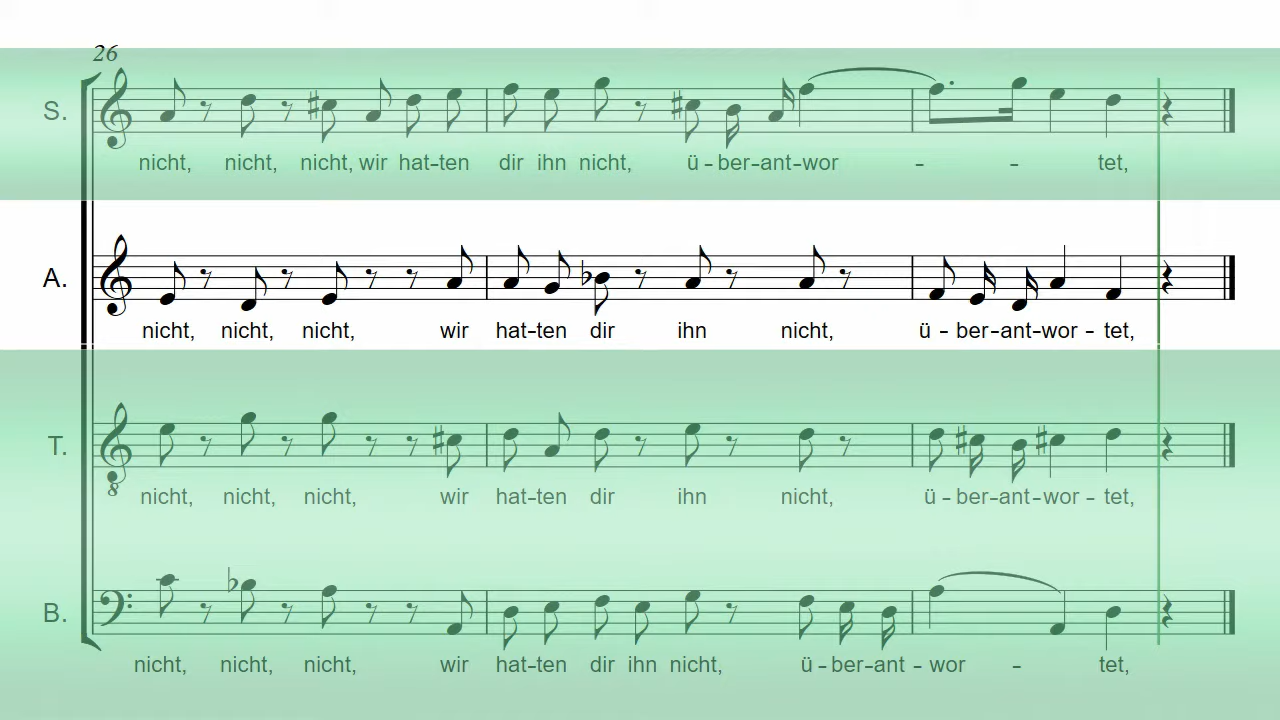 26
S.
nicht, nicht, nicht, wir hat-ten dir ihn nicht, ü-ber-ant-wor - - tet,
A.
nicht, nicht, nicht, wir hat-ten dir ihn nicht, ü-ber-ant-wor-tet,
T.
8
nicht, nicht, nicht, wir hat-ten dir ihn nicht, ü-ber-ant-wor-tet,
B.
nicht, nicht, nicht, wir hat-ten dir ihn nicht, ü-ber-ant-wor - tet,